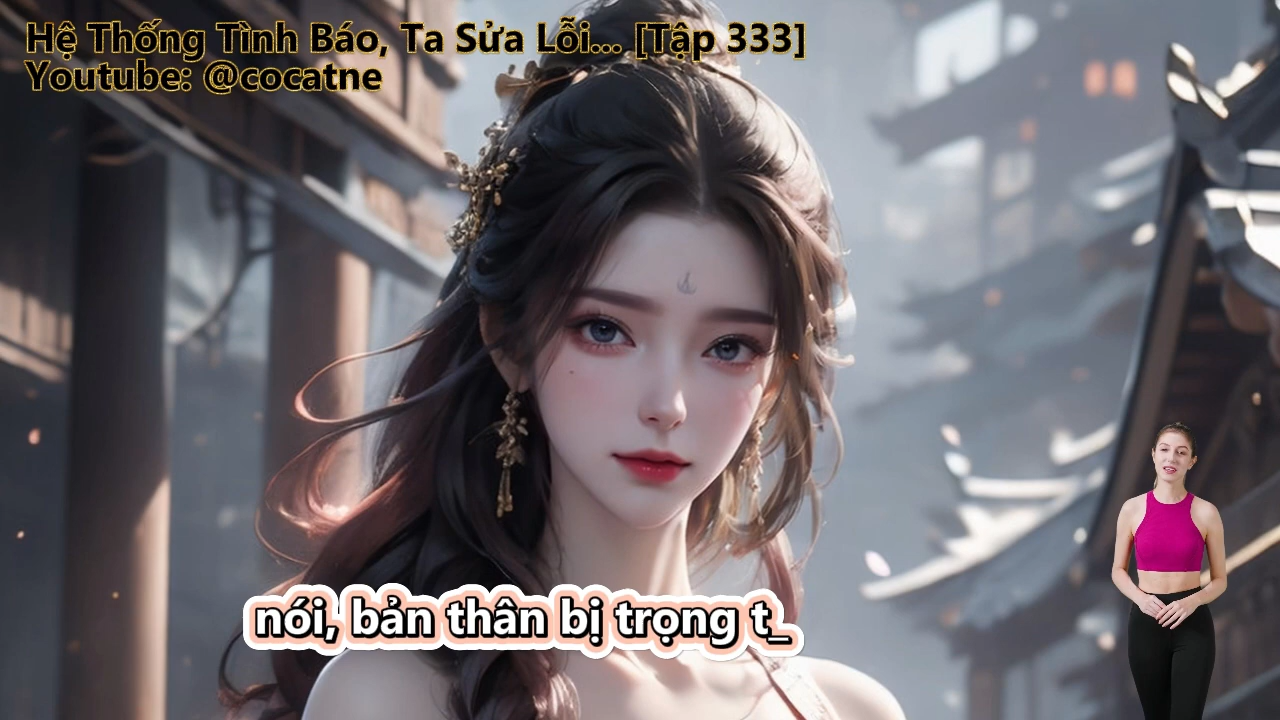 Hệ Thống Tình Báo, Ta Sửa Lỗi... [Tập 333]
Youtube: @cocatne
nói, bản thân bị trọng t_